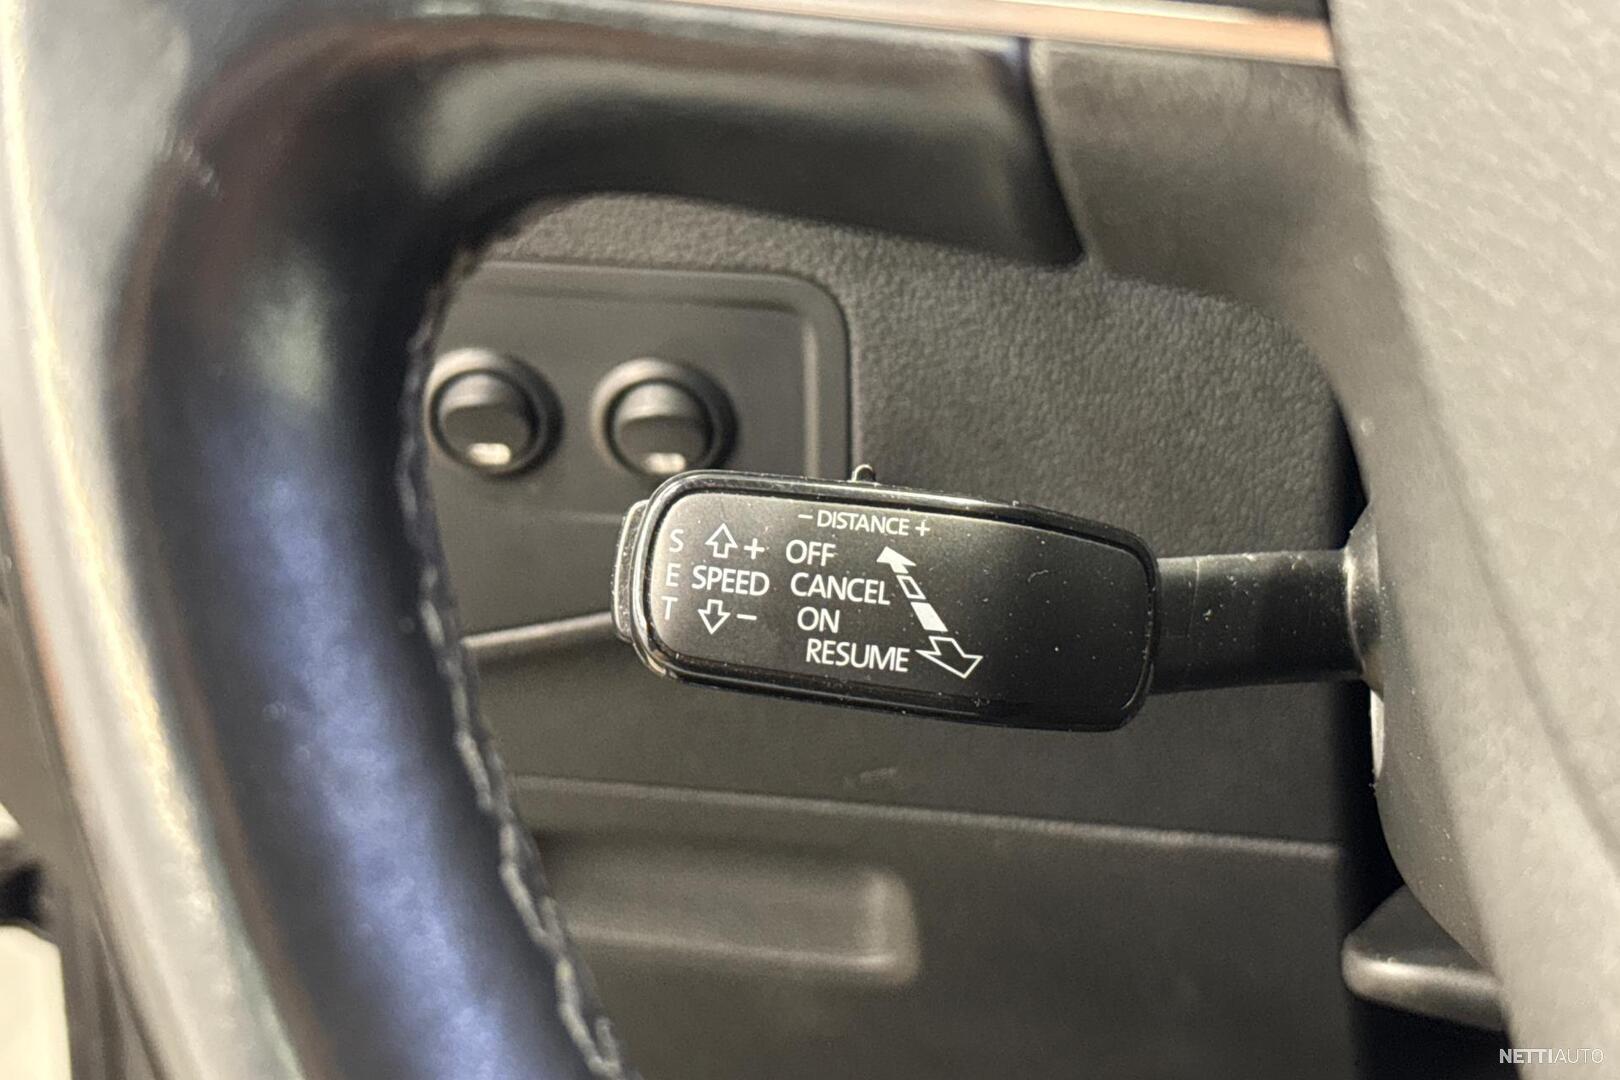 – DISTANCE +
S + OFF
E SPEED CANCEL
T – ON
RESUME
NETTIAUTO